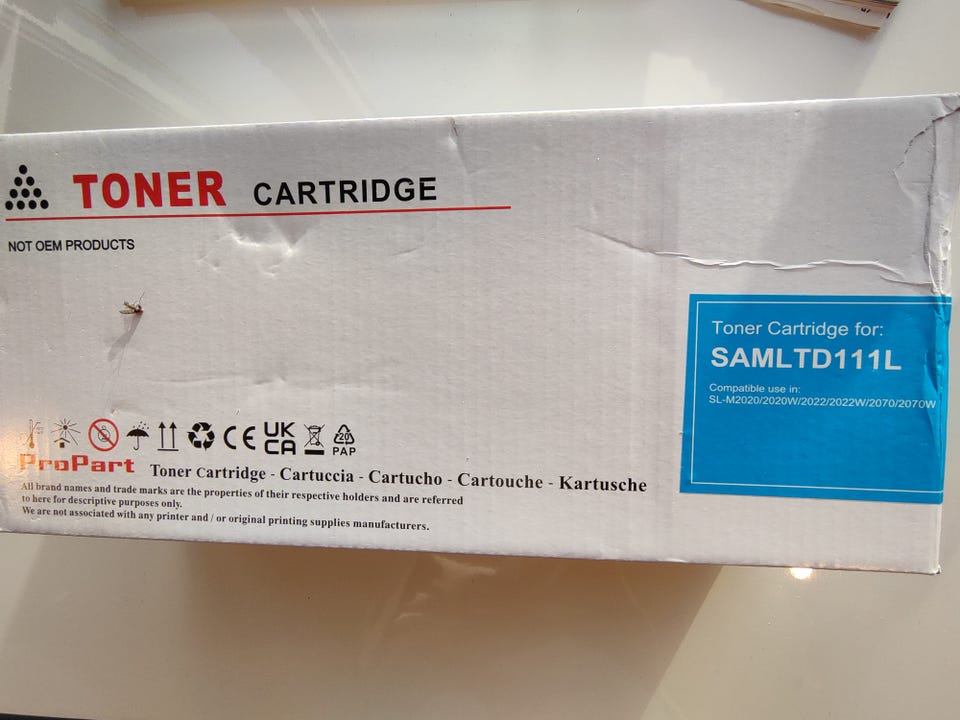 TONER CARTRIDGE
NOT OEM PRODUCTS
Toner Cartridge for:
SAMLTD111L
Compatible use in:
SL-M2020/2020W/2022/2022W/2070/2070W
CE UK
CA
20
PAP
ProPart Toner Cartridge - Cartuccia - Cartucho - Cartouche - Kartusche
All brand names and trade marks are the properties of their respective holders and are referred
to here for descriptive purposes only.
We are not associated with any printer and / or original printing supplies manufacturers.